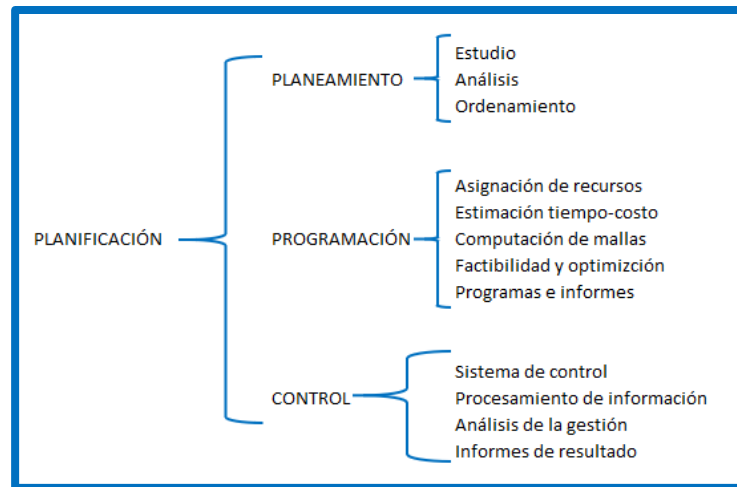 PLANIFICACIÓN
PLANEAMIENTO
Estudio
Análisis
Ordenamiento
PROGRAMACIÓN
Asignación de recursos
Estimación tiempo-costo
Computación de mallas
Factibilidad y optimizción
Programas e informes
CONTROL
Sistema de control
Procesamiento de información
Análisis de la gestión
Informes de resultado